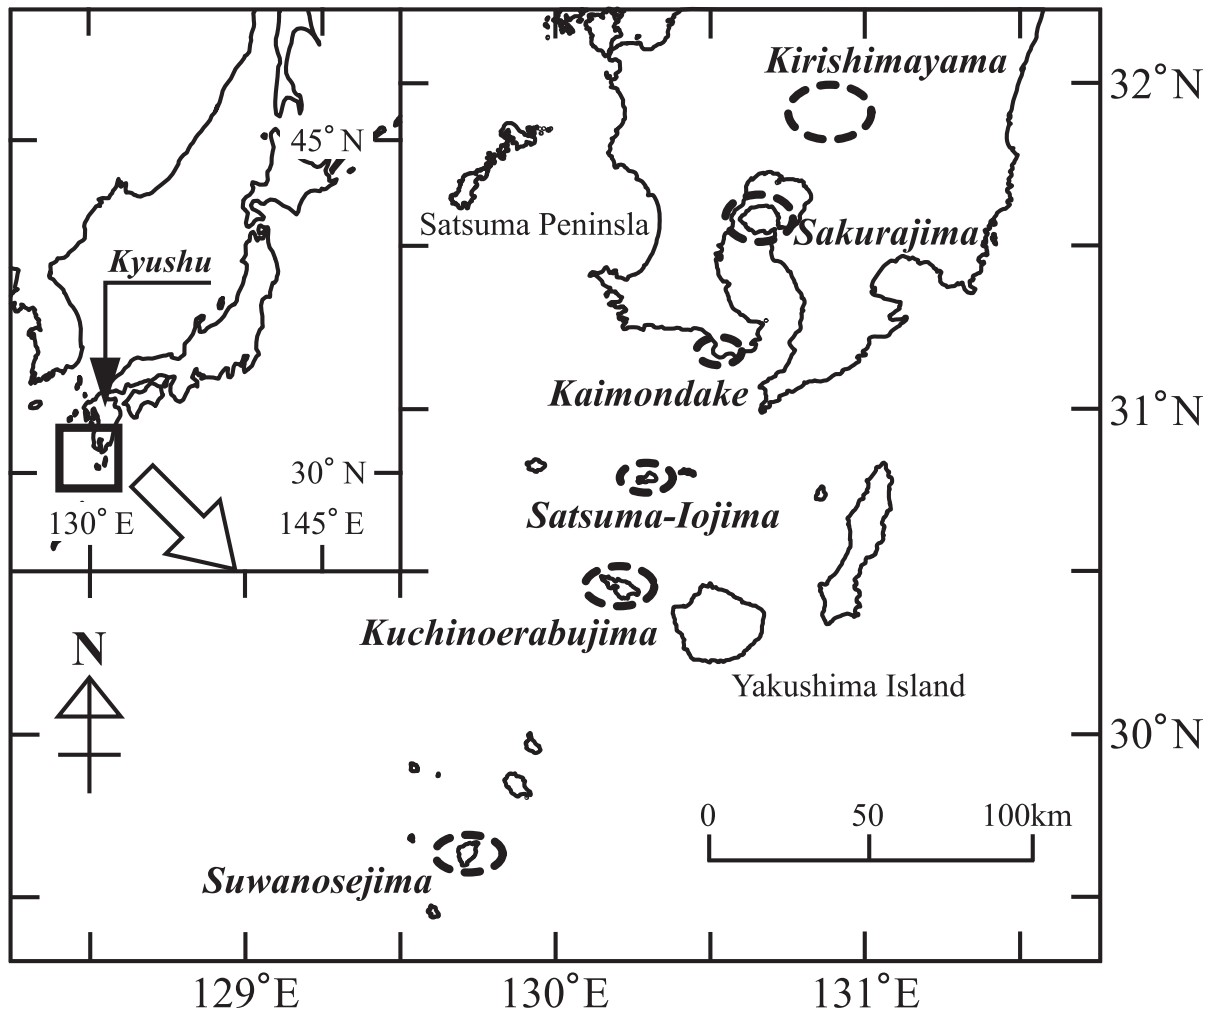 Kirishimayama
32°N
45°N
Satsuma Peninsla
Sakurajima
Kyushu
Kaimondake
31°N
30°N
130°E
145°E
Satsuma-Iojima
Kuchinoerabujima
N
Yakushima Island
30°N
0
50
100km
Suwanosejima
129°E
130°E
131°E